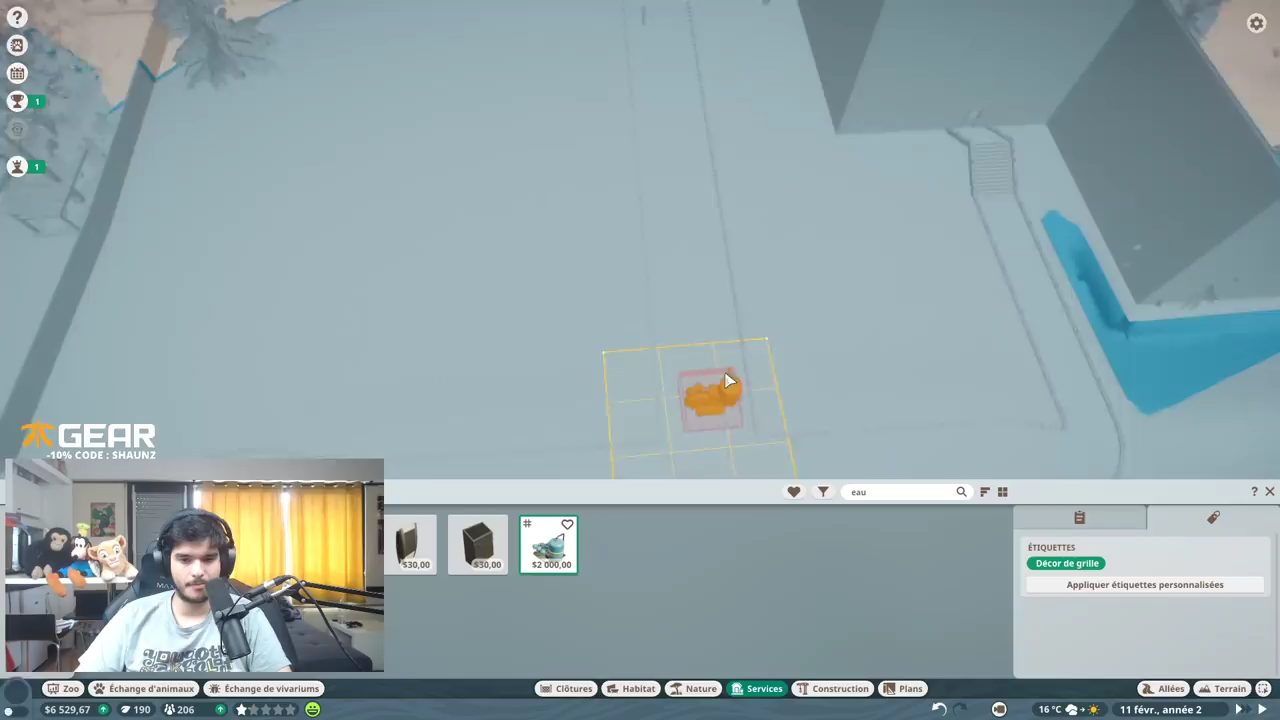 ?
1
1
GEAR
-10% CODE : SHAUNZ
eau
?
$30,00
$30,00
#
$2 000,00
ÉTIQUETTES
Décor de grille
Appliquer étiquettes personnalisées
Zoo
Échange d'animaux
Échange de vivariums
Clôtures
Habitat
Nature
Services
Construction
Plans
Allées
Terrain
$6 529,67
190
206
16 °C
11 févr., année 2